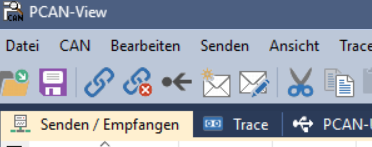 PCAN-View
Datei CAN Bearbeiten Senden Ansicht Trace
Senden / Empfangen Trace PCAN-